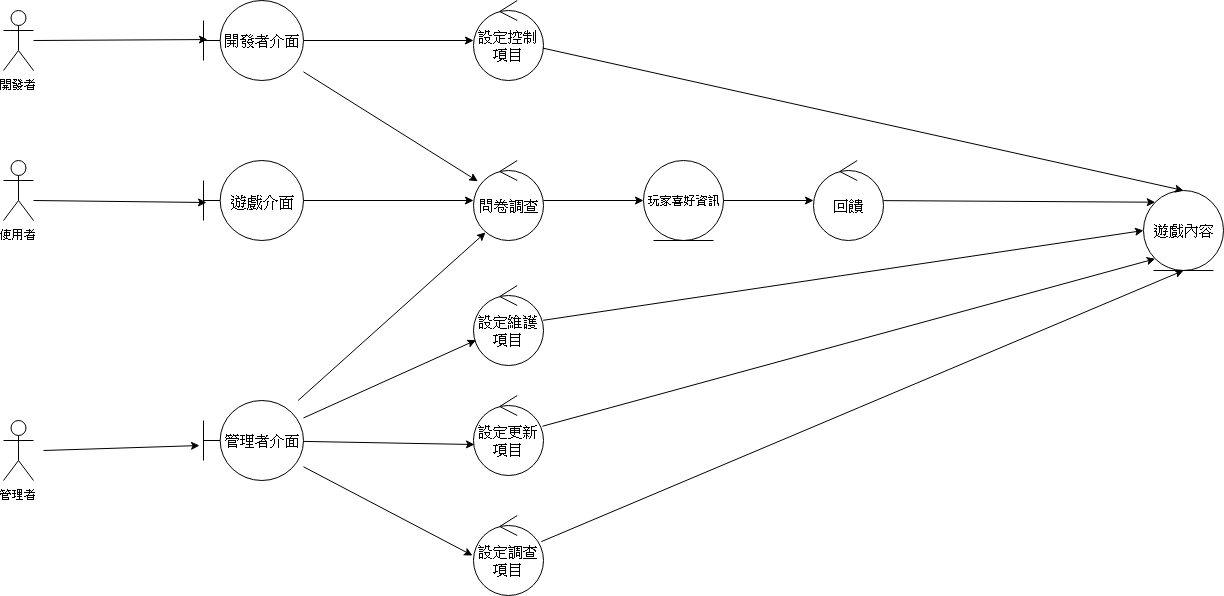 開發者
開發者介面
設定控制
項目
使用者
遊戲介面
問卷調查
玩家喜好資訊
回饋
遊戲內容
設定維護
項目
管理者
管理者介面
設定更新
項目
設定調查
項目